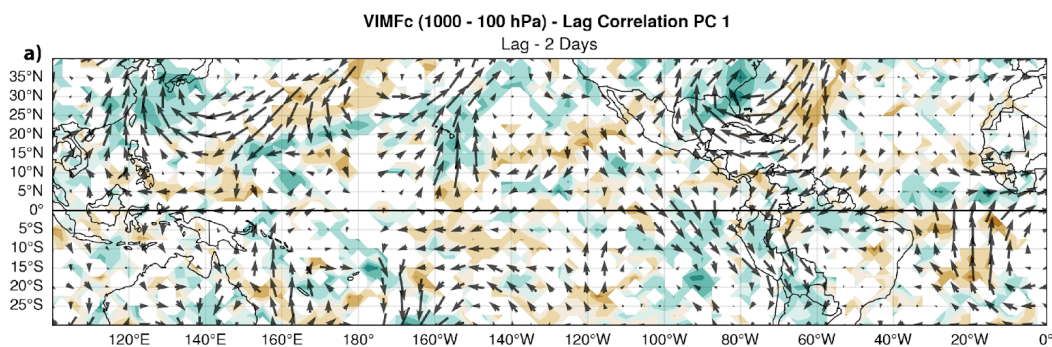 VIMFc (1000 - 100 hPa) - Lag Correlation PC 1
Lag - 2 Days
a)
35°N
30°N
25°N
20°N
15°N
10°N
5°N
0°
5°S
10°S
15°S
20°S
25°S
120°E 140°E 160°E 180° 160°W 140°W 120°W 100°W 80°W 60°W 40°W 20°W 0°